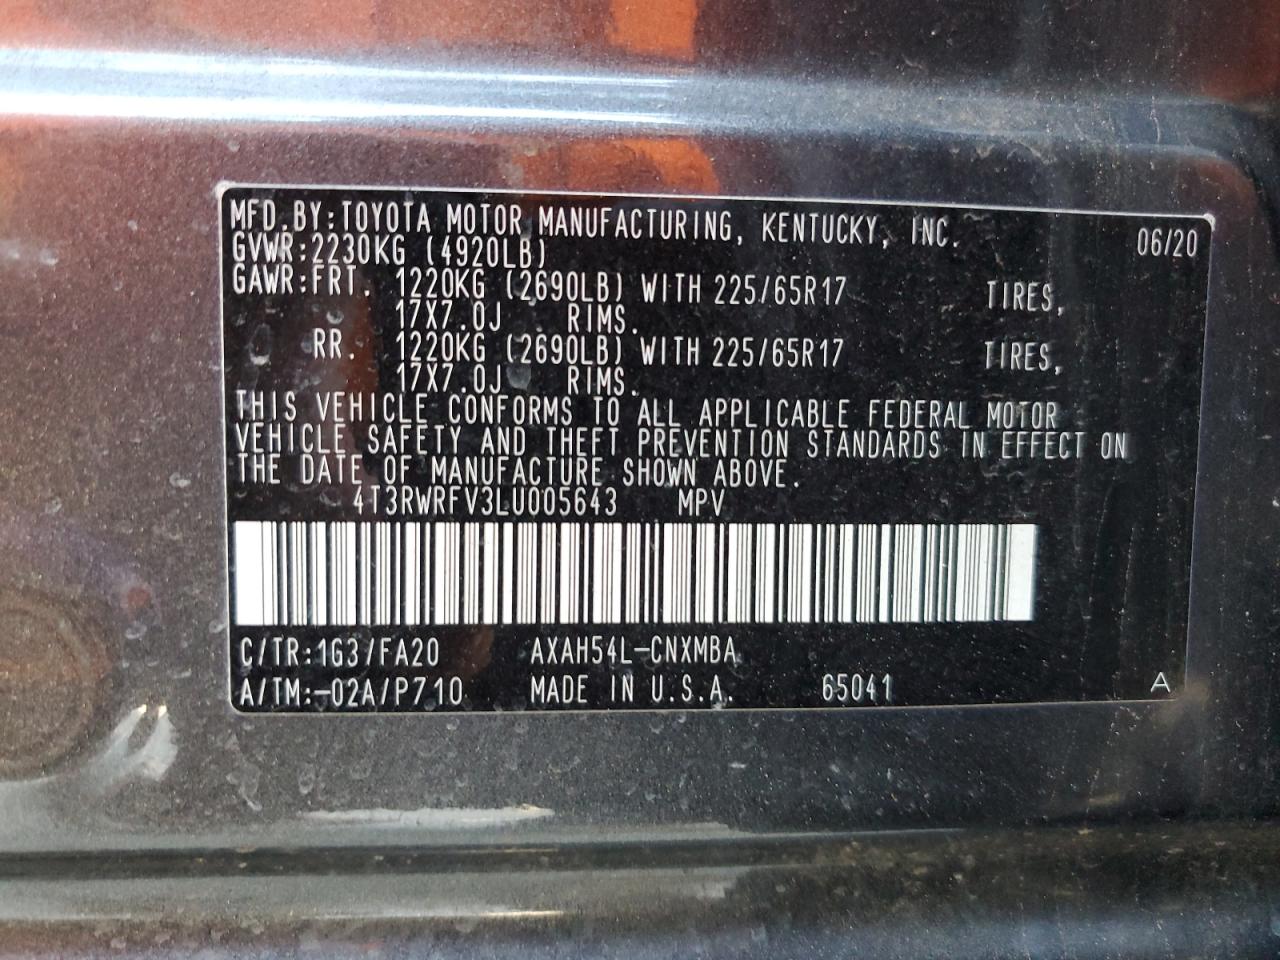 MFD.BY:TOYOTA MOTOR MANUFACTURING, KENTUCKY, INC. 06/20
GVWR:2230KG (4920LB)
GAWR:FRT. 1220KG (2690LB) WITH 225/65R17 TIRES,
17X7.0J RIMS.
RR. 1220KG (2690LB) WITH 225/65R17 TIRES,
17X7.0J RIMS.
THIS VEHICLE CONFORMS TO ALL APPLICABLE FEDERAL MOTOR
VEHICLE SAFETY AND THEFT PREVENTION STANDARDS IN EFFECT ON
THE DATE OF MANUFACTURE SHOWN ABOVE.
4T3RWRFV3LU005643 MPV
C/TR:1G3/FA20 AXAH54L-CNXMBA
A/TM:-02A/P710 MADE IN U.S.A. 65041 A